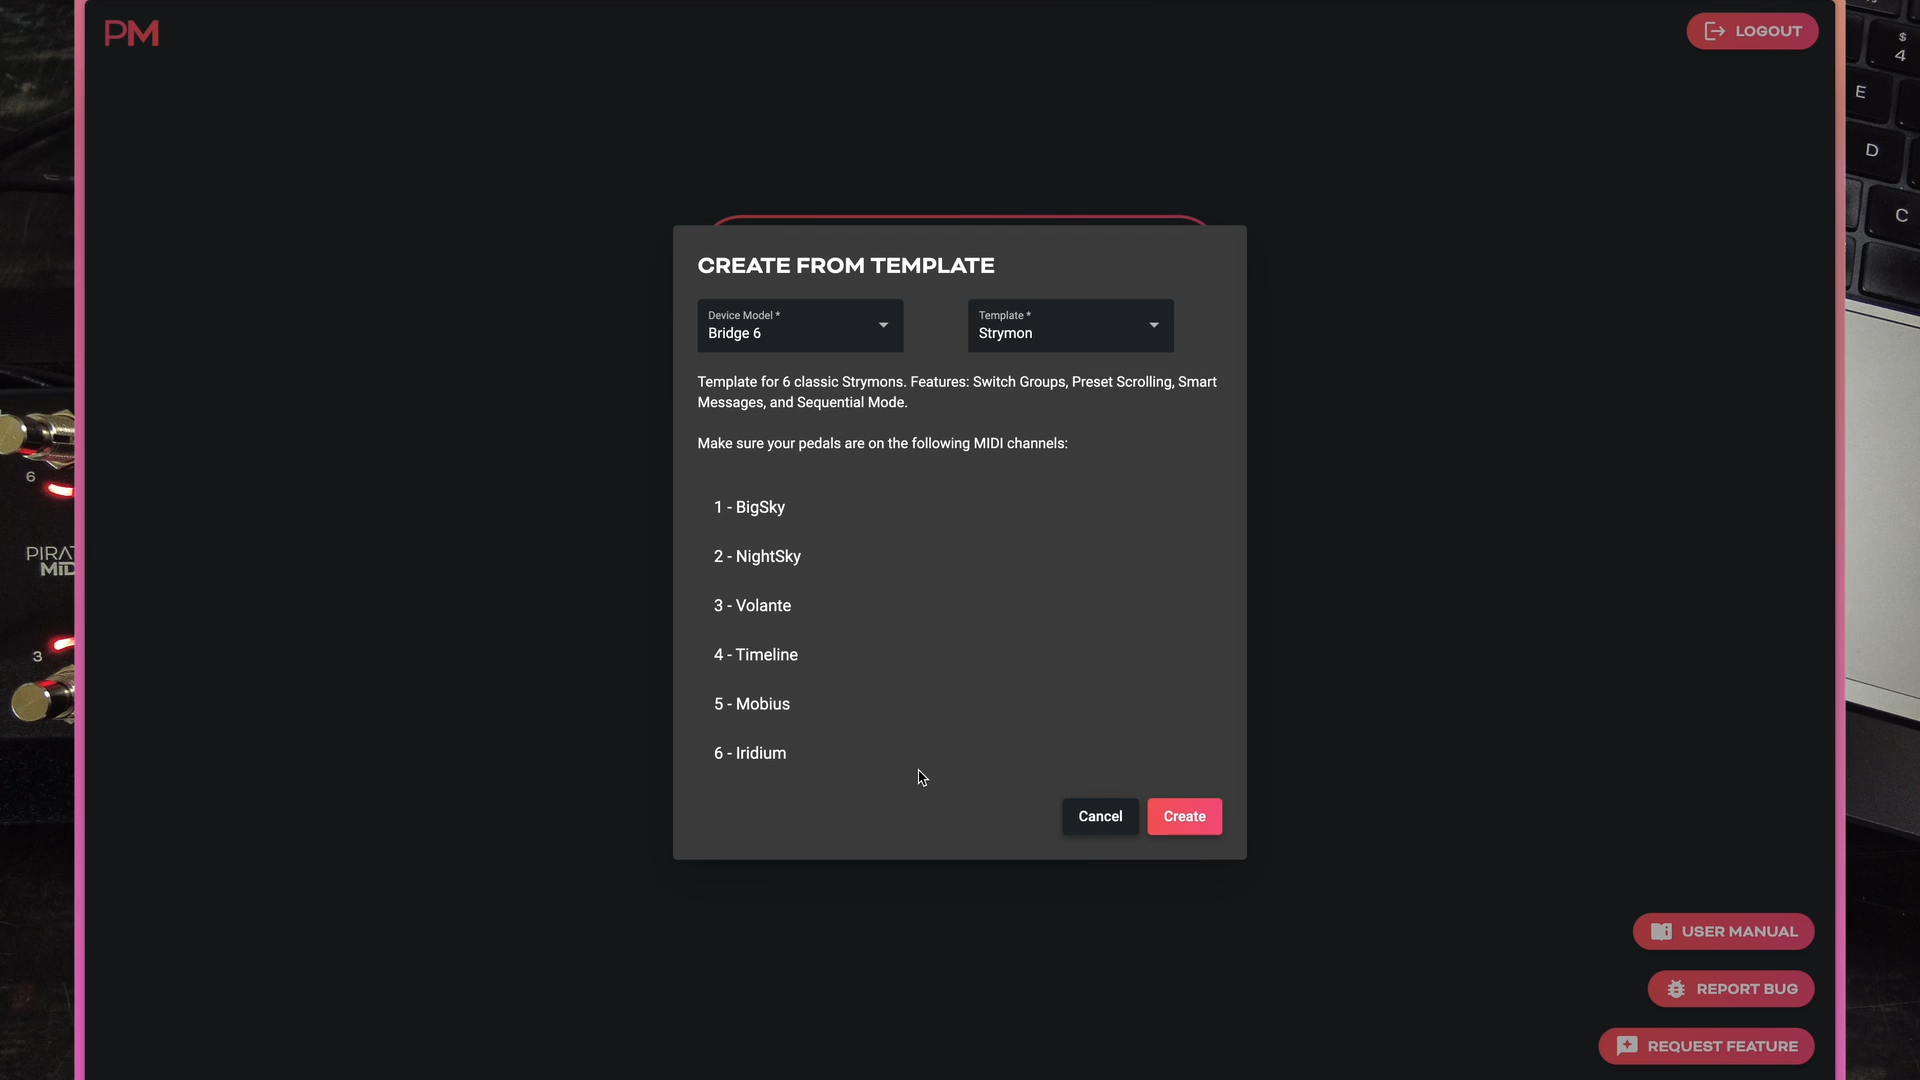 PM
LOGOUT
$
4
E
D
C
CREATE FROM TEMPLATE
Device Model *
Bridge 6
Template *
Strymon
Template for 6 classic Strymons. Features: Switch Groups, Preset Scrolling, Smart
Messages, and Sequential Mode.
Make sure your pedals are on the following MIDI channels:
1 - BigSky
2 - NightSky
3 - Volante
4 - Timeline
5 - Mobius
6 - Iridium
Cancel
Create
6
PIRAT
MiD
3
USER MANUAL
REPORT BUG
REQUEST FEATURE